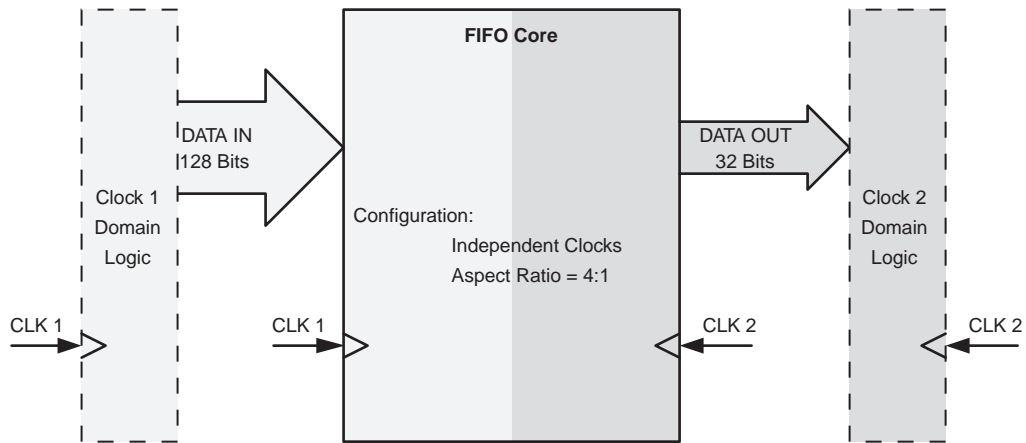 FIFO Core
DATA IN
128 Bits
DATA OUT
32 Bits
Clock 1
Domain
Logic
Configuration:
Independent Clocks
Aspect Ratio = 4:1
Clock 2
Domain
Logic
CLK 1
CLK 1
CLK 2
CLK 2